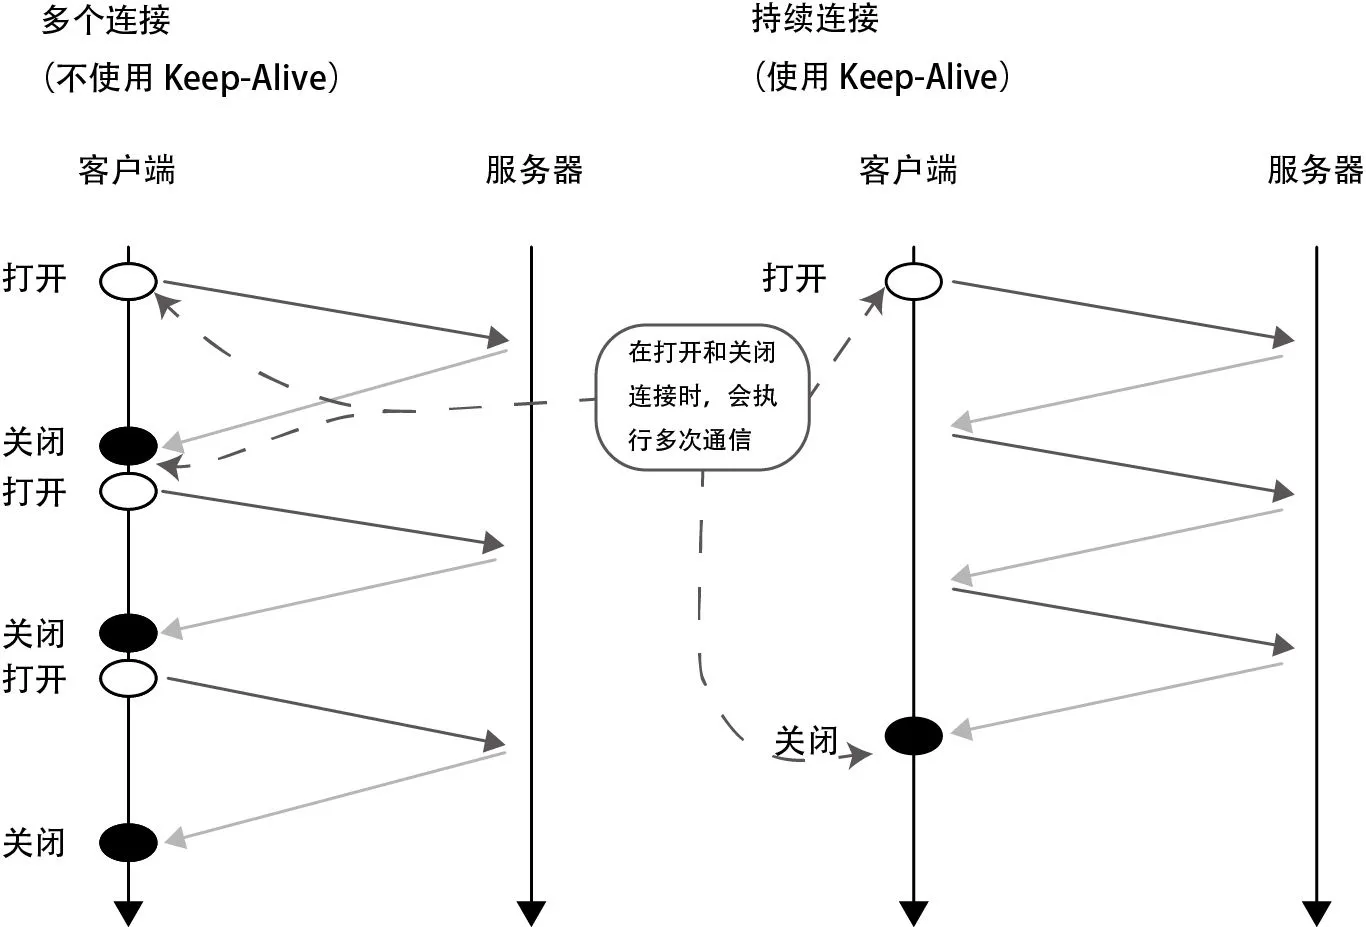 多个连接
（不使用 Keep-Alive）
持续连接
（使用 Keep-Alive）
客户端
服务器
客户端
服务器
打开
关闭
打开
关闭
打开
关闭
在打开和关闭
连接时，会执
行多次通信
打开
关闭